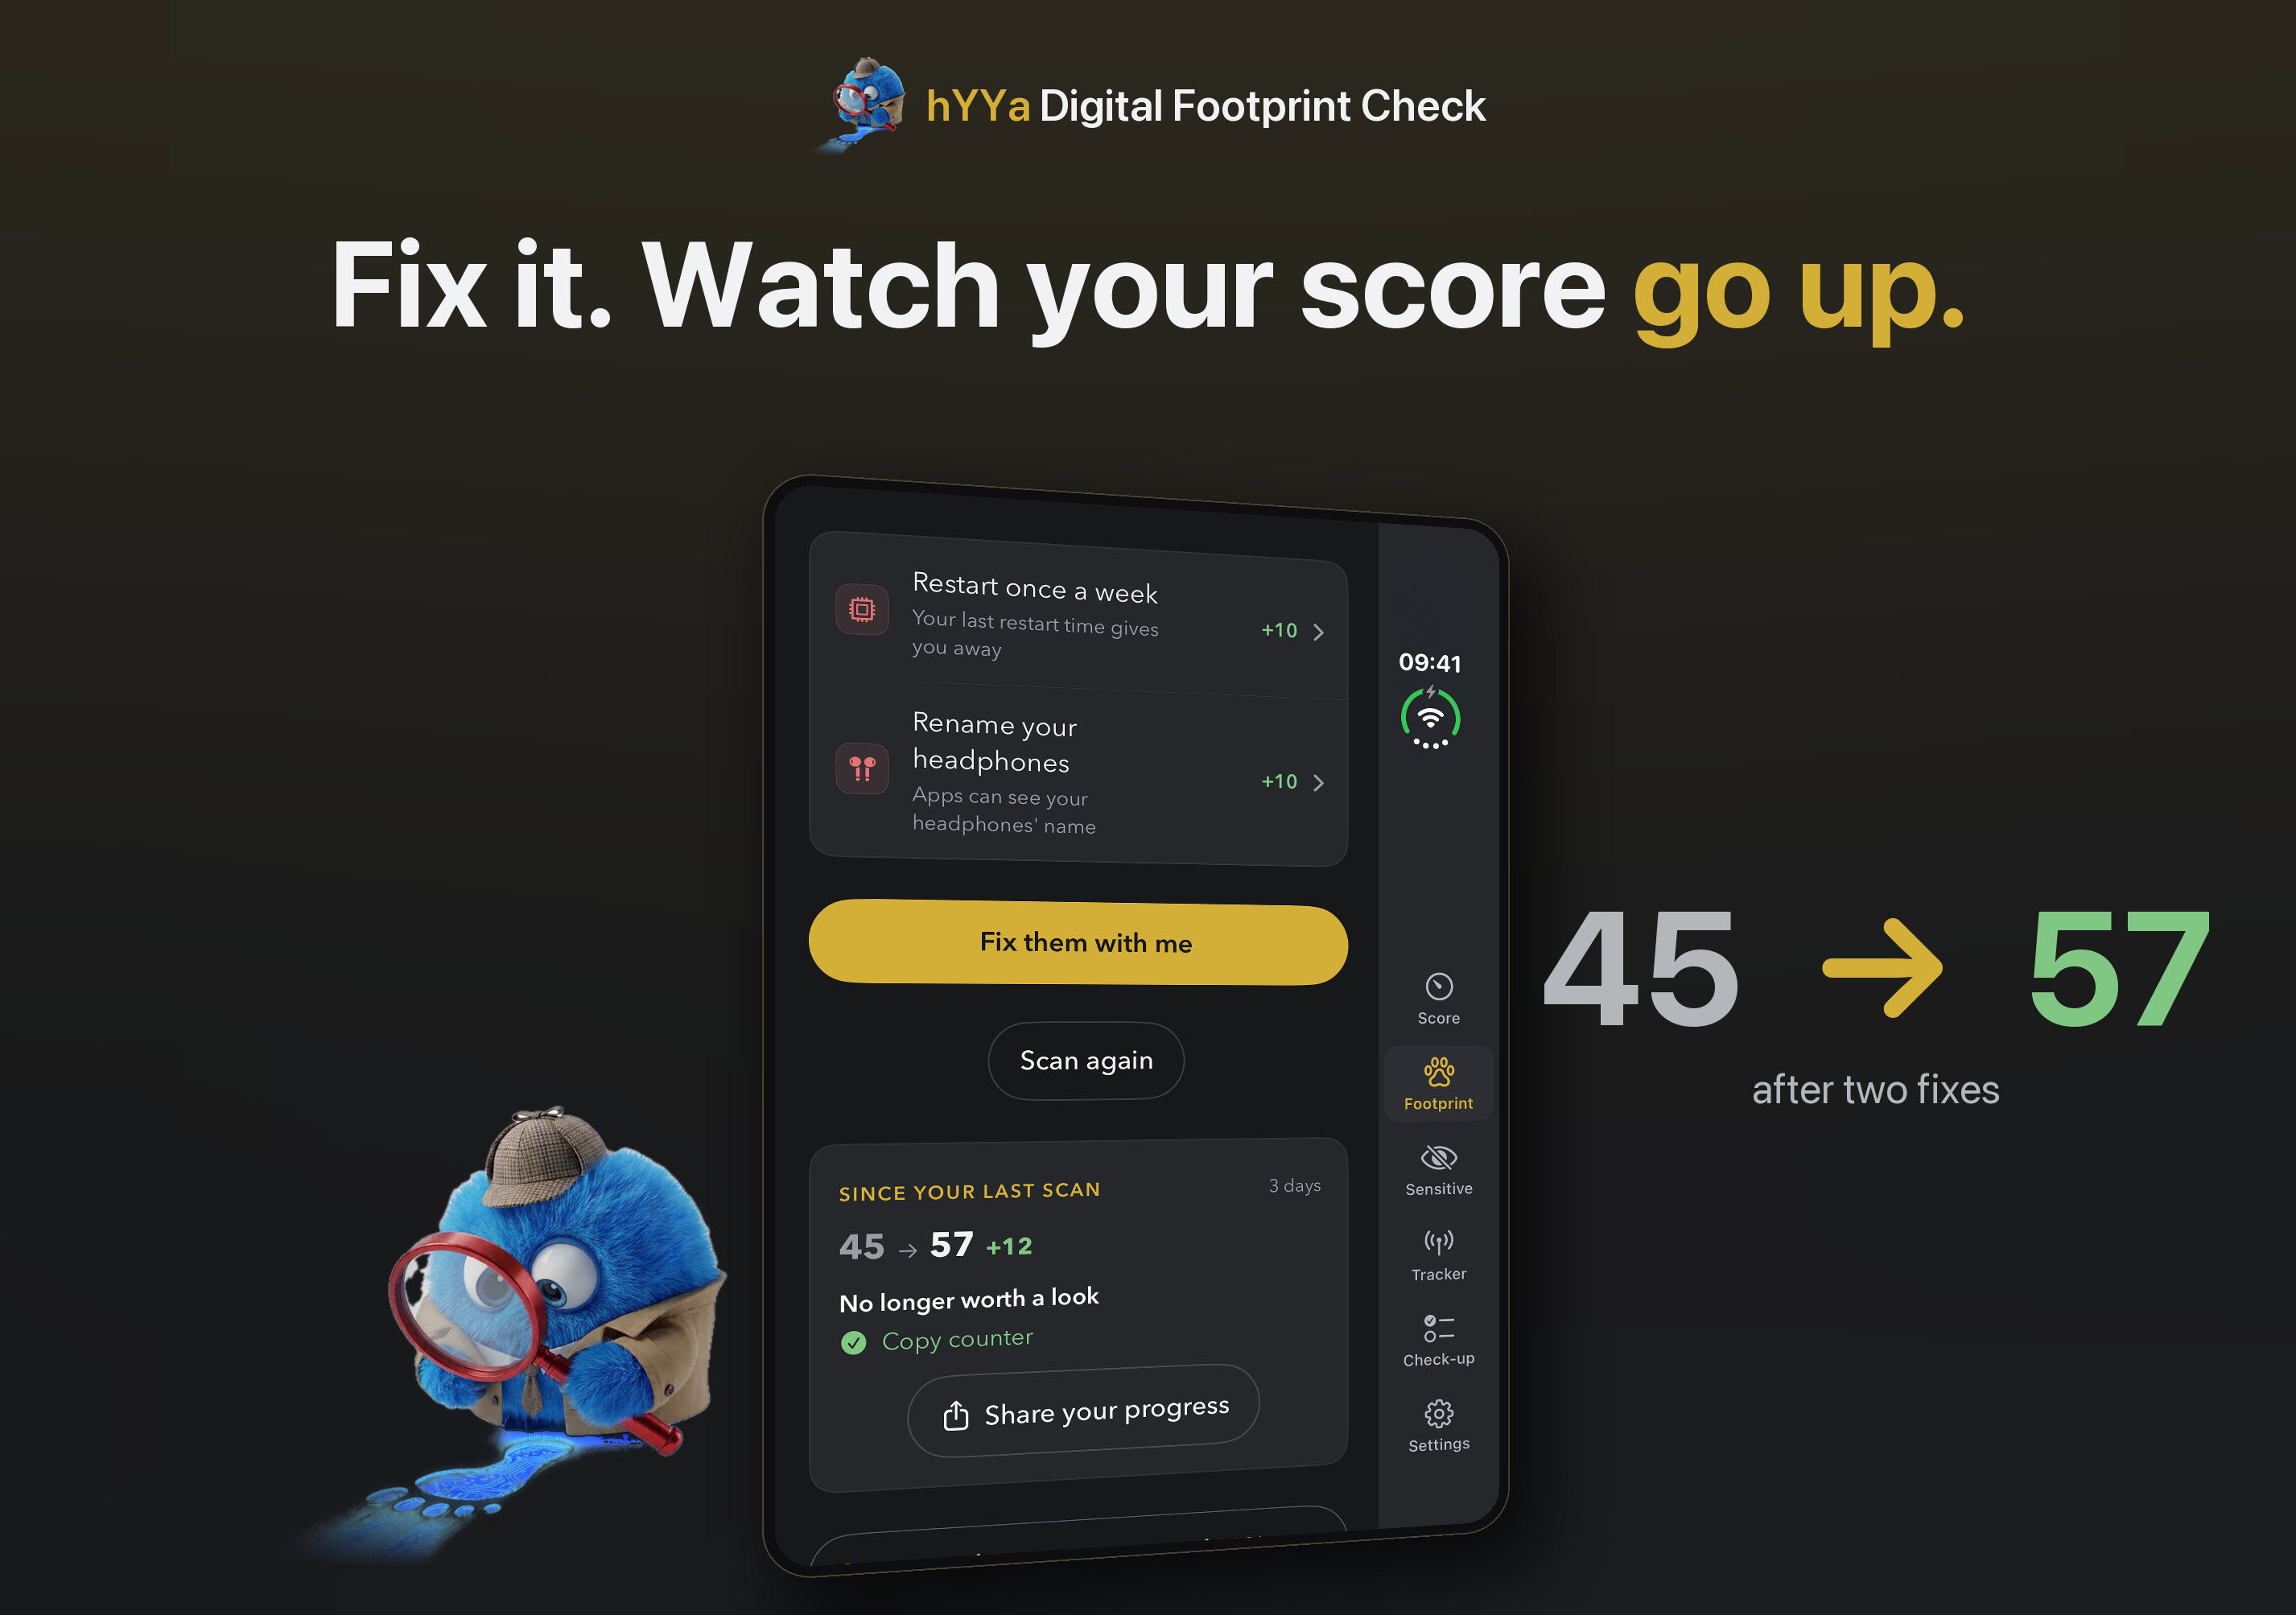 hYYa Digital Footprint Check
Fix it. Watch your score go up.
Restart once a week
Your last restart time gives
you away
+10
Rename your
headphones
Apps can see your
headphones' name
+10
Fix them with me
Scan again
SINCE YOUR LAST SCAN
3 days
45 → 57 +12
No longer worth a look
Copy counter
Share your progress
09:41
Score
Footprint
Sensitive
Tracker
Check-up
Settings
45 → 57
after two fixes